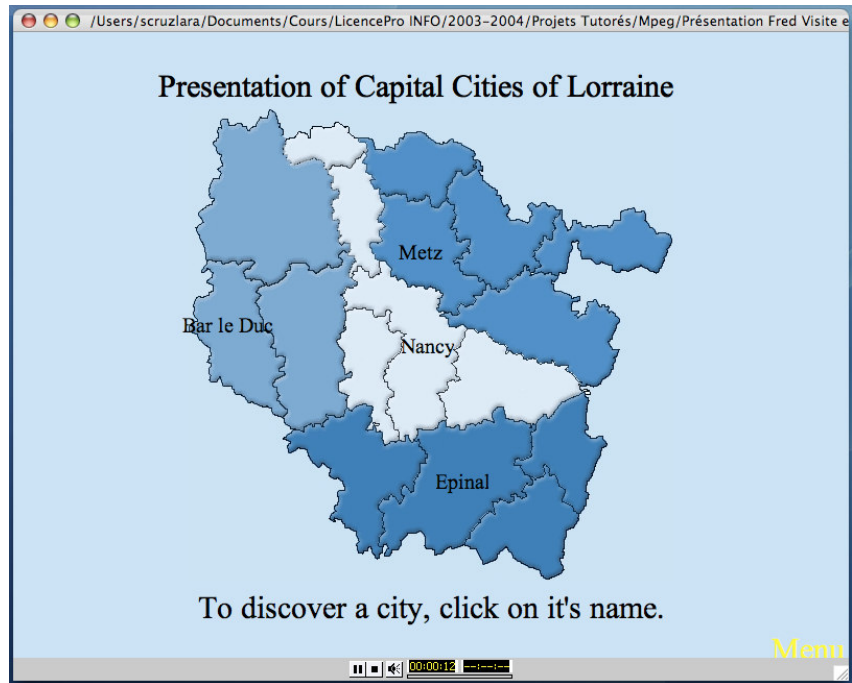 /Users/scruzlara/Documents/Cours/LicencePro INFO/2003-2004/Projets Tutorés/Mpeg/Présentation Fred Visite e
Presentation of Capital Cities of Lorraine
Metz
Bar le Duc
Nancy
Epinal
To discover a city, click on it's name.
Menu
00:00:12 --:--:--